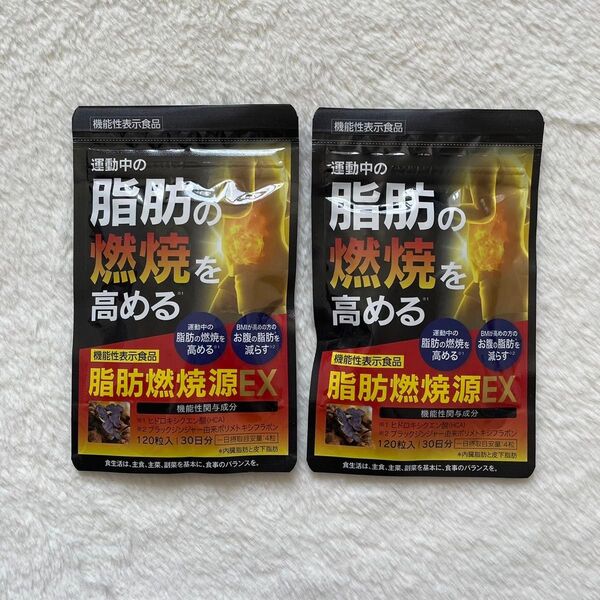 機能性表示食品
運動中の
脂肪の
燃焼を
高める※1
運動中の
脂肪の燃焼を
高める※1
BMIが高めの方の
お腹の脂肪を
減らす※2
機能性表示食品
脂肪燃焼源EX
機能性関与成分
※1 ヒドロキシクエン酸(HCA)
※2 ブラックジンジャー由来ポリメトキシフラボン
120粒入/30日分 一日摂取目安量:4粒
*内臓脂肪と皮下脂肪
食生活は、主食、主菜、副菜を基本に、食事のバランスを。
機能性表示食品
運動中の
脂肪の
燃焼を
高める※1
運動中の
脂肪の燃焼を
高める※1
BMIが高めの方の
お腹の脂肪を
減らす※2
機能性表示食品
脂肪燃焼源EX
機能性関与成分
※1 ヒドロキシクエン酸(HCA)
※2 ブラックジンジャー由来ポリメトキシフラボン
120粒入/30日分 一日摂取目安量:4粒
*内臓脂肪と皮下脂肪
食生活は、主食、主菜、副菜を基本に、食事のバランスを。